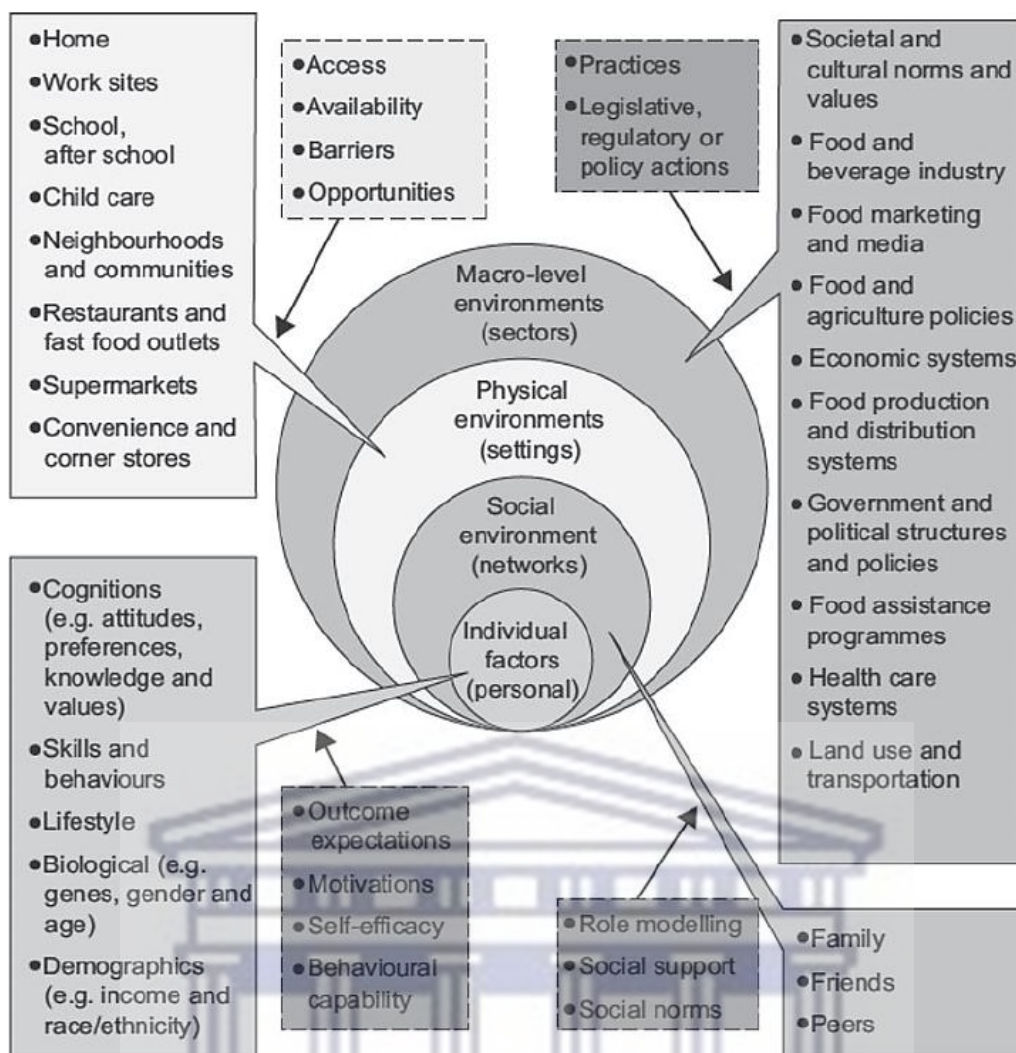 ●Home
●Work sites
●School,
after school
●Child care
●Neighbourhoods
and communities
●Restaurants and
fast food outlets
●Supermarkets
●Convenience and
corner stores
●Access
●Availability
●Barriers
●Opportunities
●Practices
●Legislative,
regulatory or
policy actions
●Societal and
cultural norms and
values
●Food and
beverage industry
●Food marketing
and media
●Food and
agriculture policies
●Economic systems
●Food production
and distribution
systems
●Government and
political structures
and policies
●Food assistance
programmes
●Health care
systems
●Land use and
transportation
Macro-level
environments
(sectors)
Physical
environments
(settings)
Social
environment
(networks)
Individual
factors
(personal)
●Cognitions
(e.g. attitudes,
preferences,
knowledge and
values)
●Skills and
behaviours
●Lifestyle
●Biological (e.g.
genes, gender and
age)
●Demographics
(e.g. income and
race/ethnicity)
●Outcome
expectations
●Motivations
●Self-efficacy
●Behavioural
capability
●Role modelling
●Social support
●Social norms
●Family
●Friends
●Peers